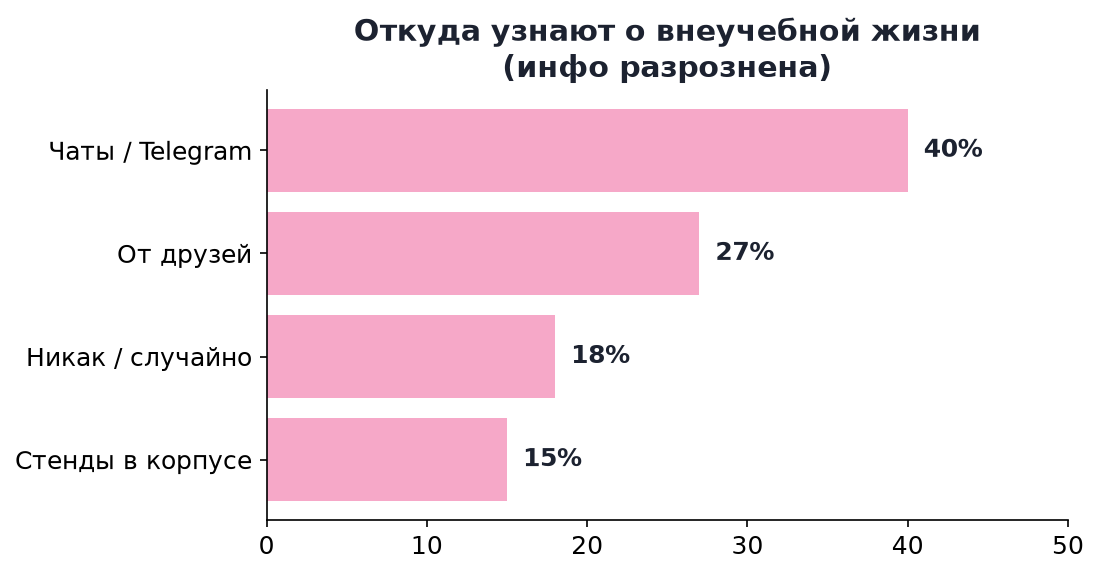 Откуда узнают о внеучебной жизни
(инфо разрознена)
Чаты / Telegram
40%
От друзей
27%
Никак / случайно
18%
Стенды в корпусе
15%
0 10 20 30 40 50